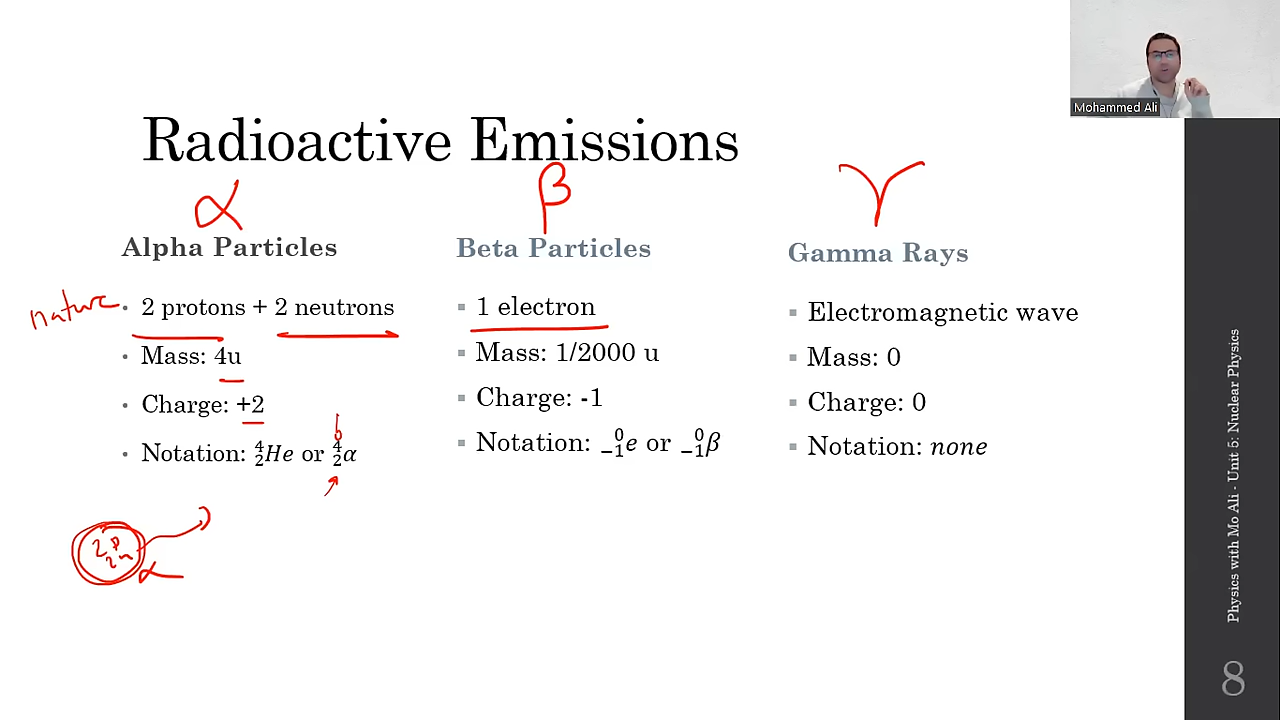 Mohammed Ali
Radioactive Emissions
α
β
γ
Alpha Particles
nature
• 2 protons + 2 neutrons
• Mass: 4u
• Charge: +2
• Notation: ⁴₂He or ⁴₂α
2p
2n
α
Beta Particles
▪ 1 electron
▪ Mass: 1/2000 u
▪ Charge: -1
▪ Notation: ⁰₋₁e or ⁰₋₁β
Gamma Rays
▪ Electromagnetic wave
▪ Mass: 0
▪ Charge: 0
▪ Notation: none
Physics with Mo Ali - Unit 5: Nuclear Physics
8